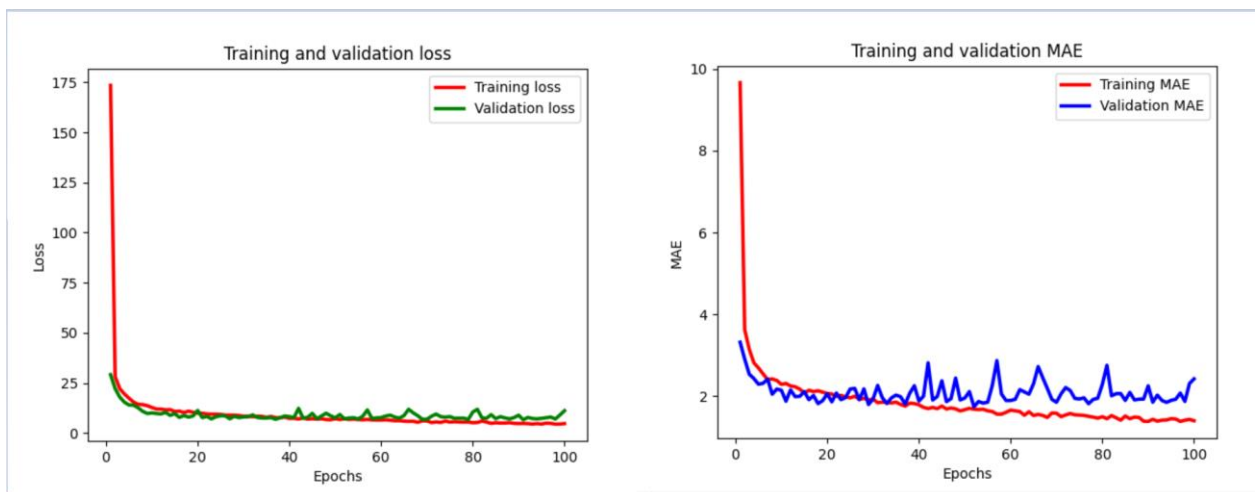 Training and validation loss
175
150
125
100
75
50
25
0
Loss
Training loss
Validation loss
0 20 40 60 80 100
Epochs
Training and validation MAE
10
8
6
4
2
MAE
Training MAE
Validation MAE
0 20 40 60 80 100
Epochs